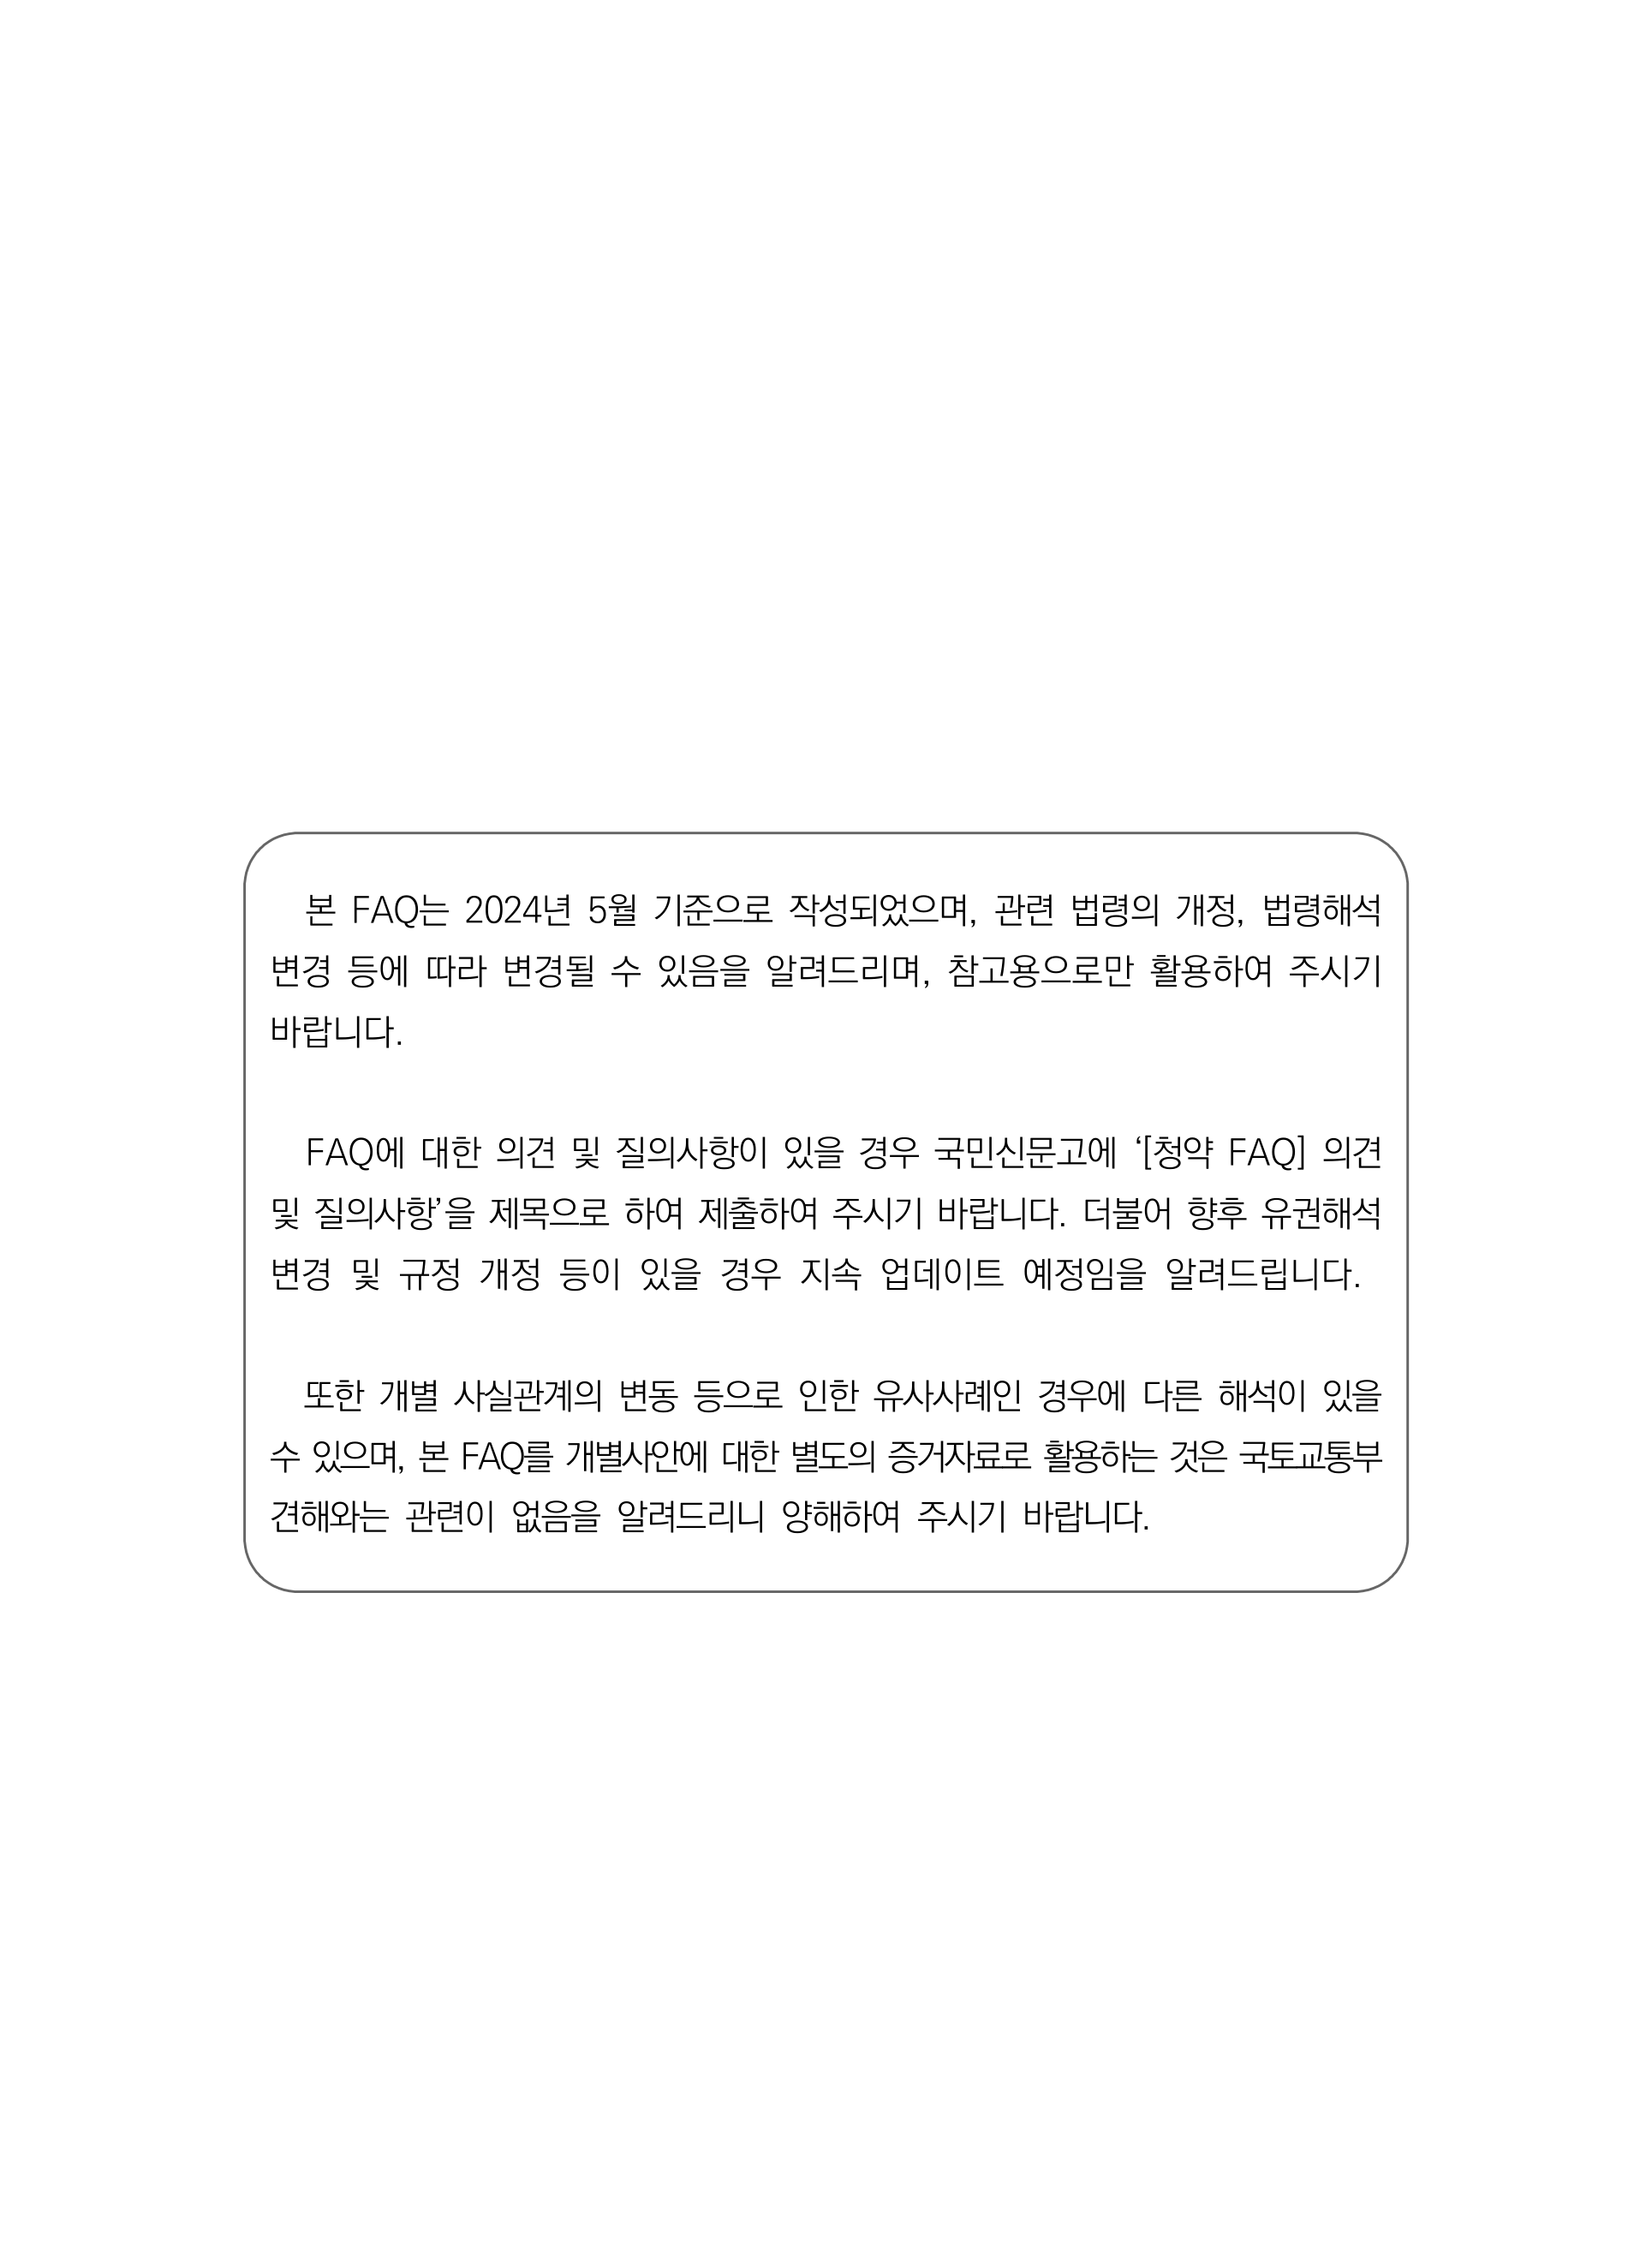 본 FAQ는 2024년 5월 기준으로 작성되었으며, 관련 법령의 개정, 법령해석
변경 등에 따라 변경될 수 있음을 알려드리며, 참고용으로만 활용하여 주시기
바랍니다.
FAQ에 대한 의견 및 질의사항이 있을 경우 국민신문고에 ‘[청약 FAQ] 의견
및 질의사항’을 제목으로 하여 제출하여 주시기 바랍니다. 더불어 향후 유권해석
변경 및 규정 개정 등이 있을 경우 지속 업데이트 예정임을 알려드립니다.
또한 개별 사실관계의 변동 등으로 인한 유사사례인 경우에 다른 해석이 있을
수 있으며, 본 FAQ를 개별사안에 대한 별도의 증거자료로 활용하는 것은 국토교통부
견해와는 관련이 없음을 알려드리니 양해하여 주시기 바랍니다.